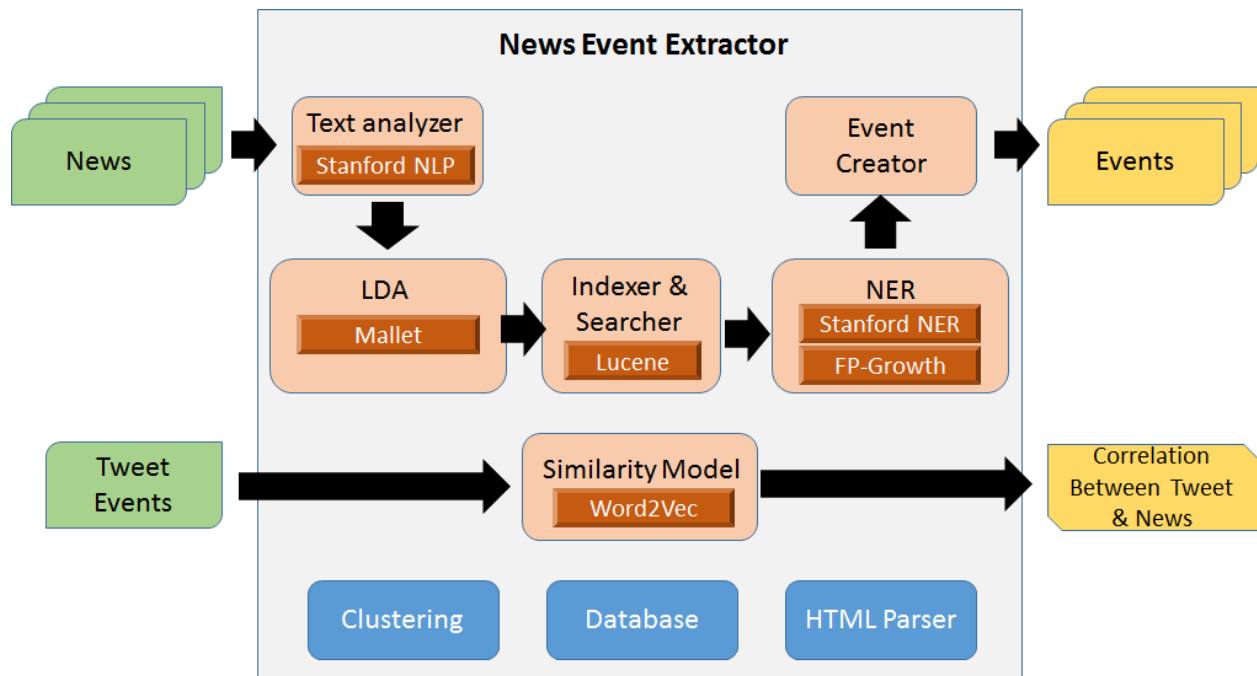 News Event Extractor
News
Text analyzer
Stanford NLP
Event
Creator
Events
LDA
Mallet
Indexer &
Searcher
Lucene
NER
Stanford NER
FP-Growth
Tweet
Events
Similarity Model
Word2Vec
Correlation
Between Tweet
& News
Clustering
Database
HTML Parser